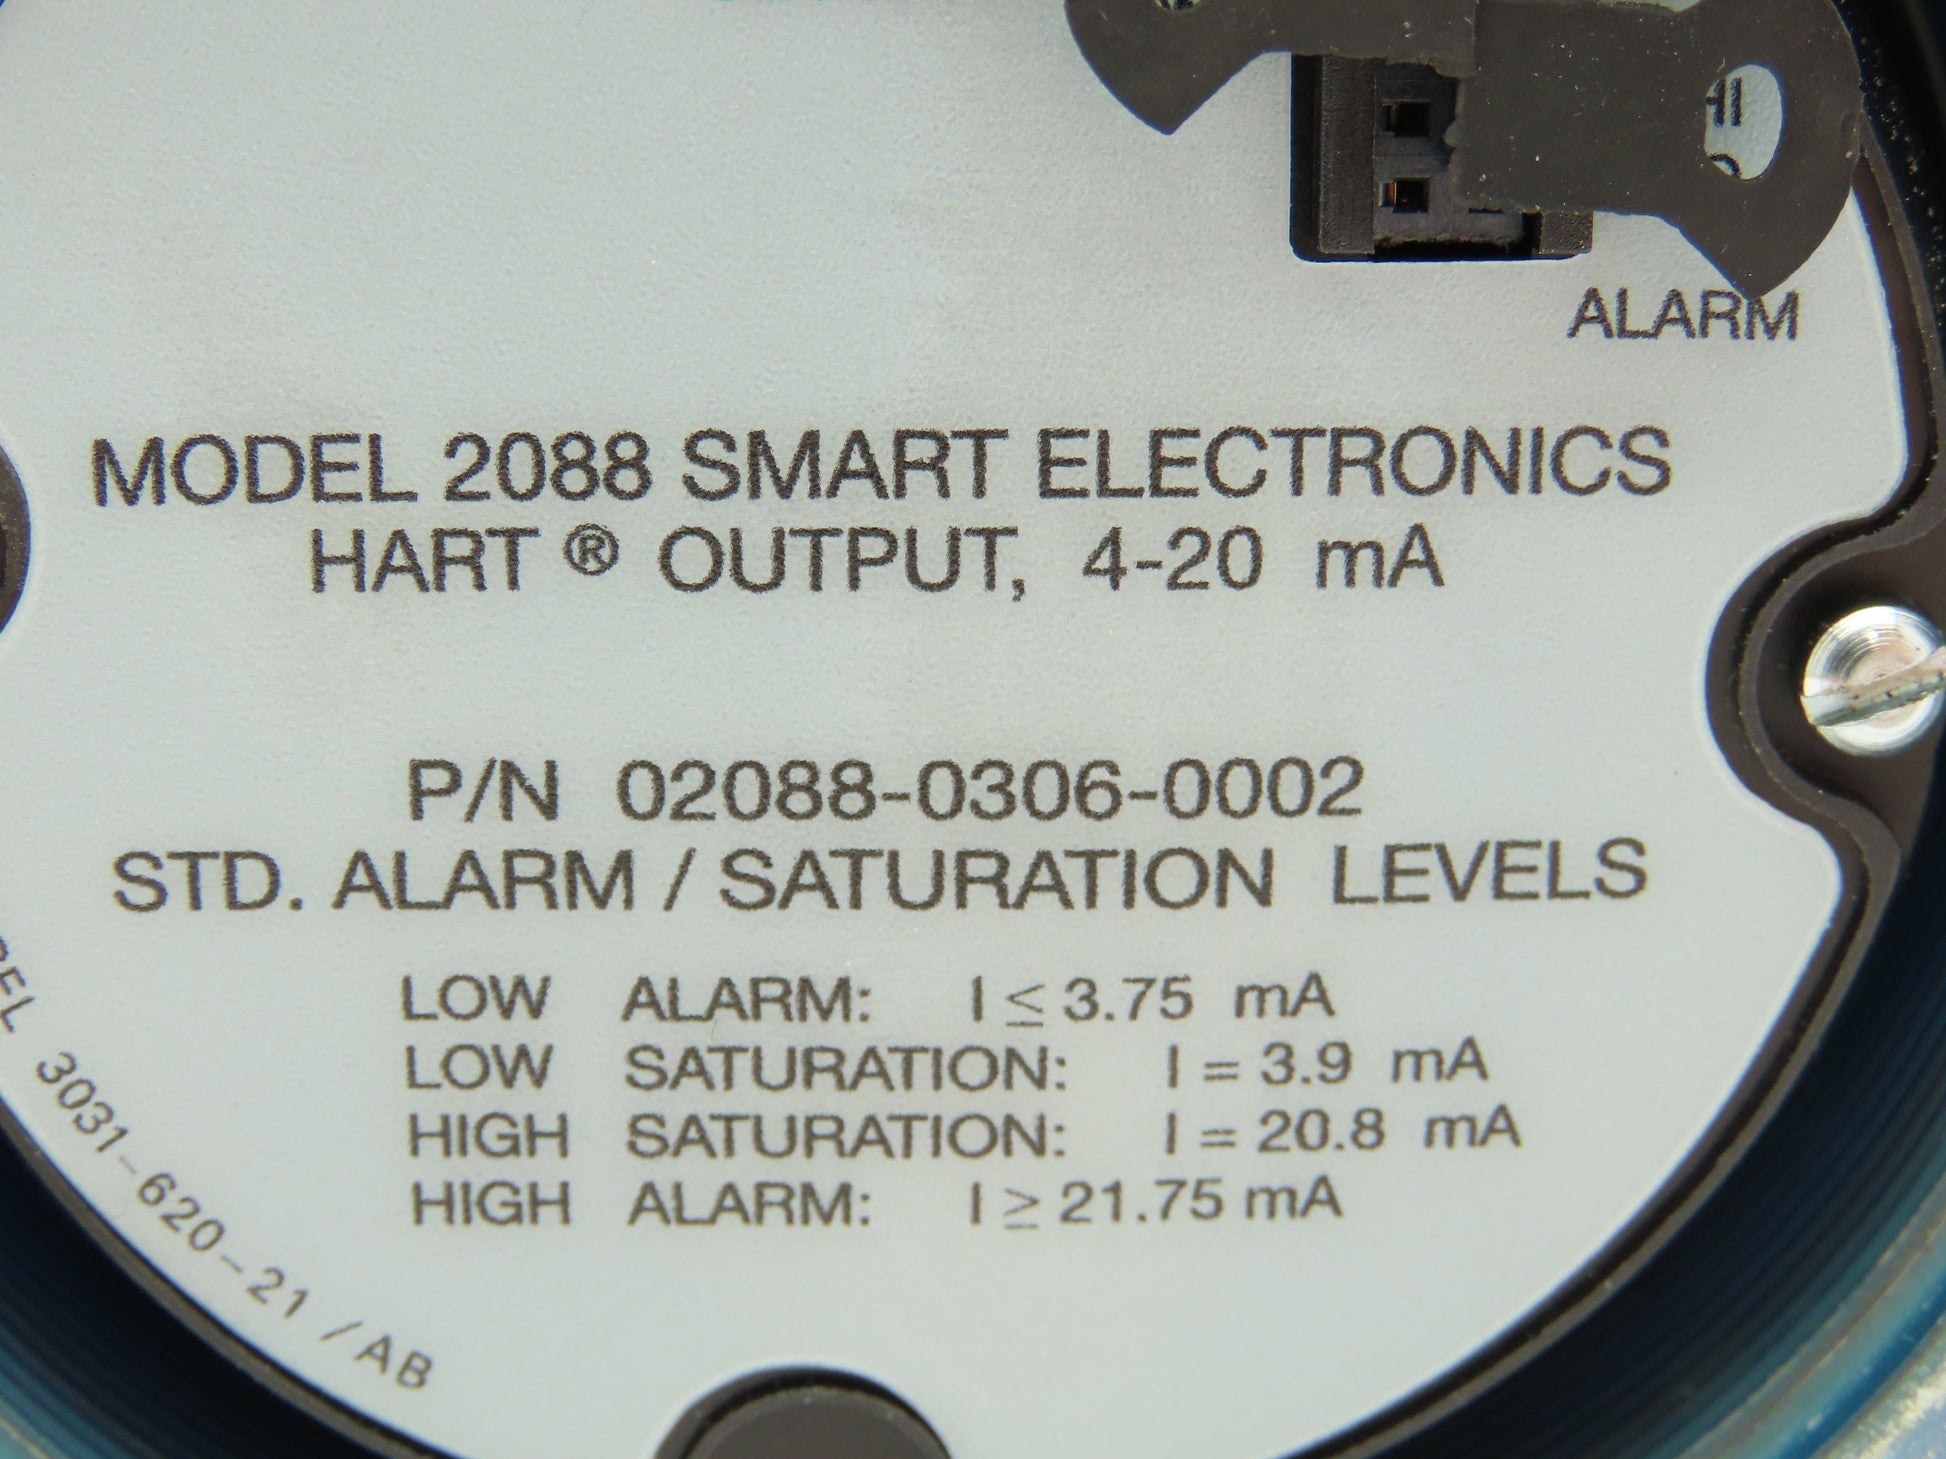 HI
ALARM
MODEL 2088 SMART ELECTRONICS
HART ® OUTPUT, 4-20 mA
P/N 02088-0306-0002
STD. ALARM / SATURATION LEVELS
LOW ALARM: I ≤ 3.75 mA
LOW SATURATION: I = 3.9 mA
HIGH SATURATION: I = 20.8 mA
HIGH ALARM: I ≥ 21.75 mA
3031-620-21 / AB